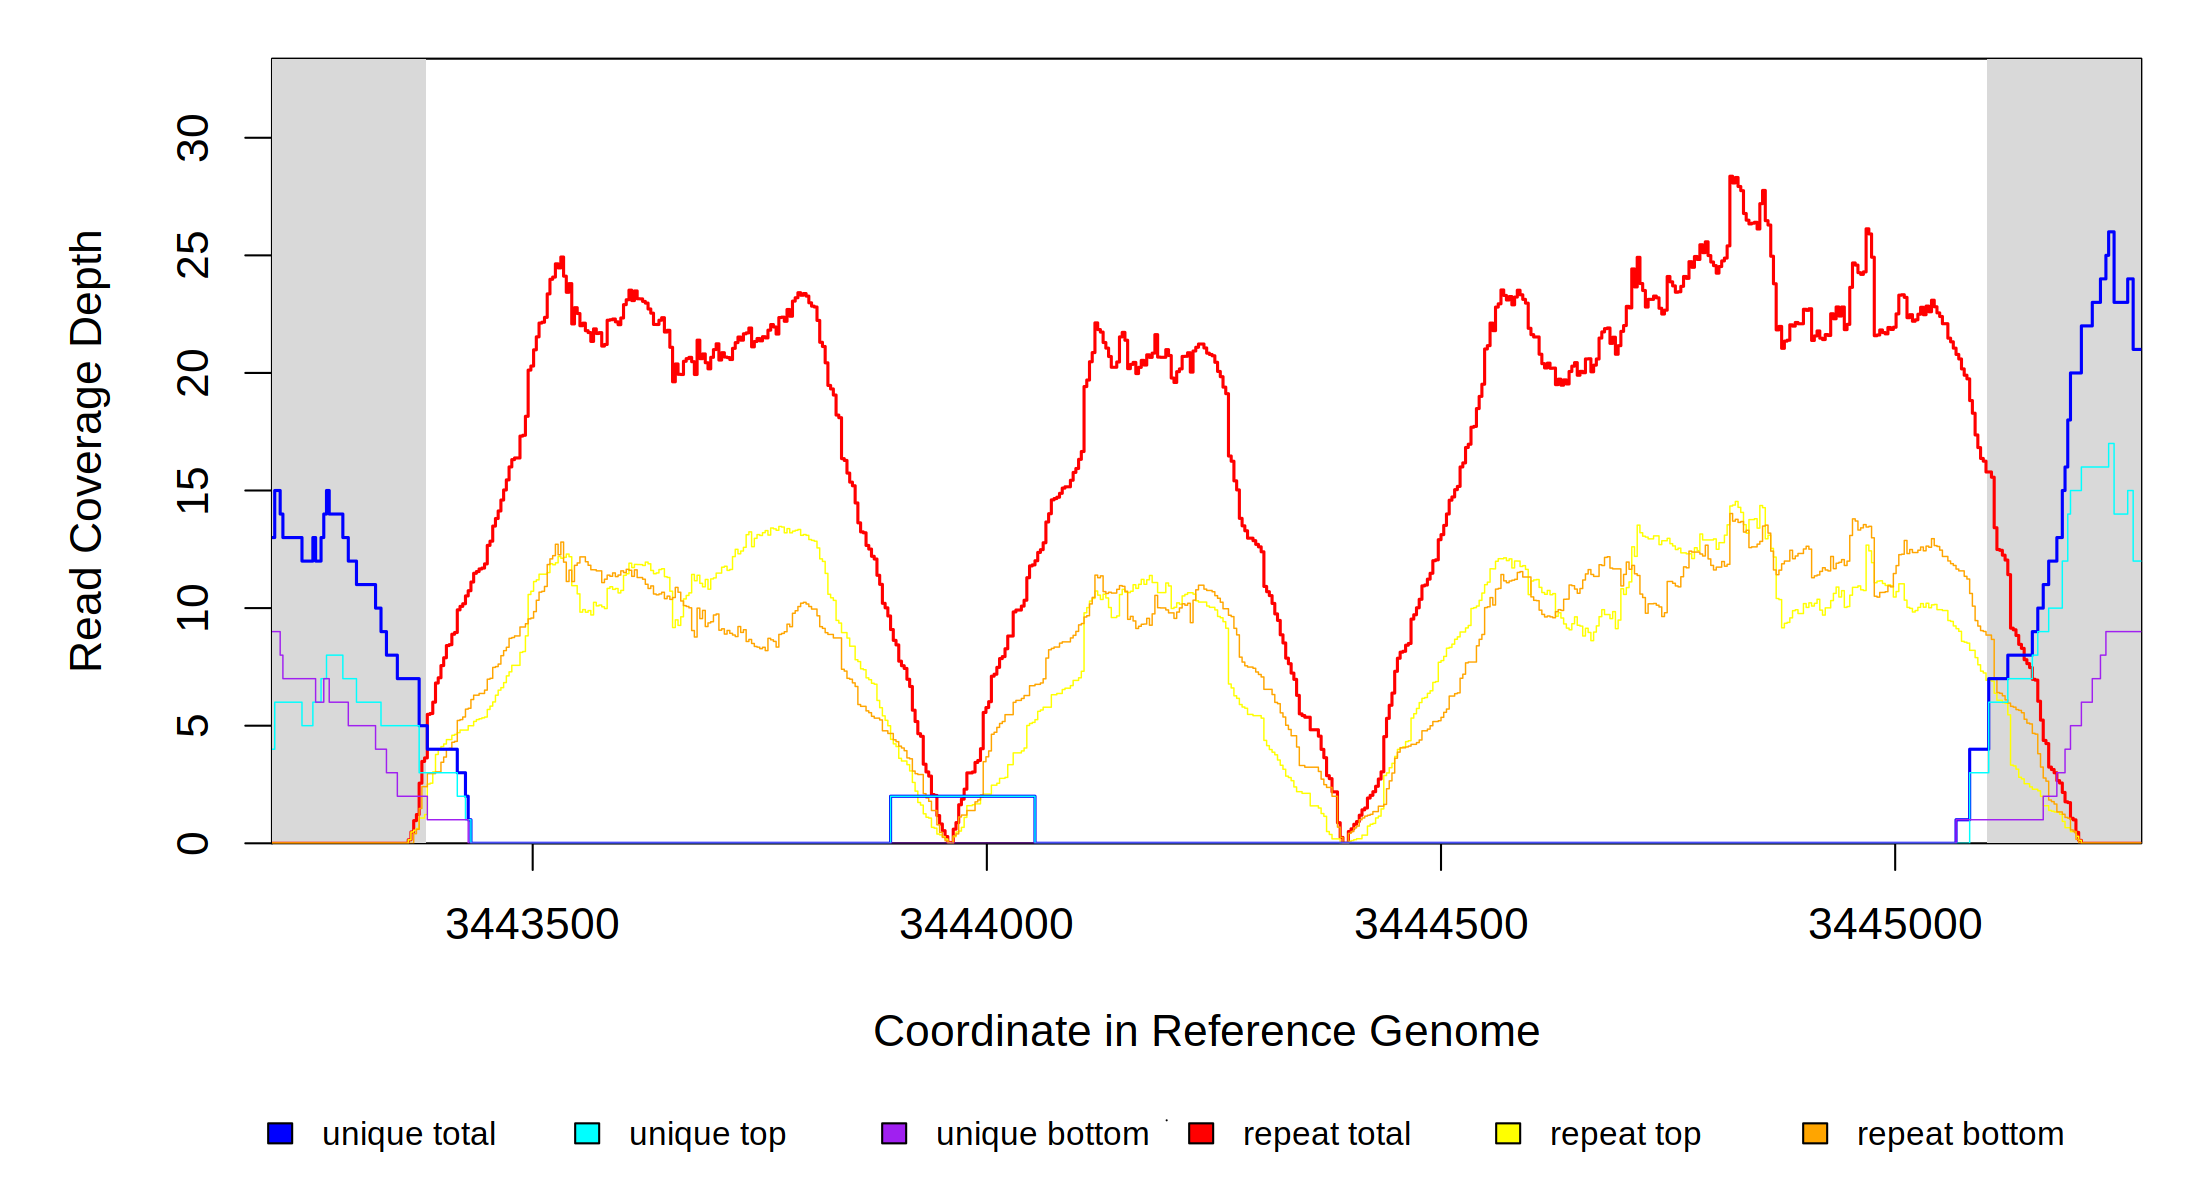 30
25
20
15
10
5
0
Read Coverage Depth
3443500 3444000 3444500 3445000
Coordinate in Reference Genome
unique total unique top unique bottom repeat total repeat top repeat bottom